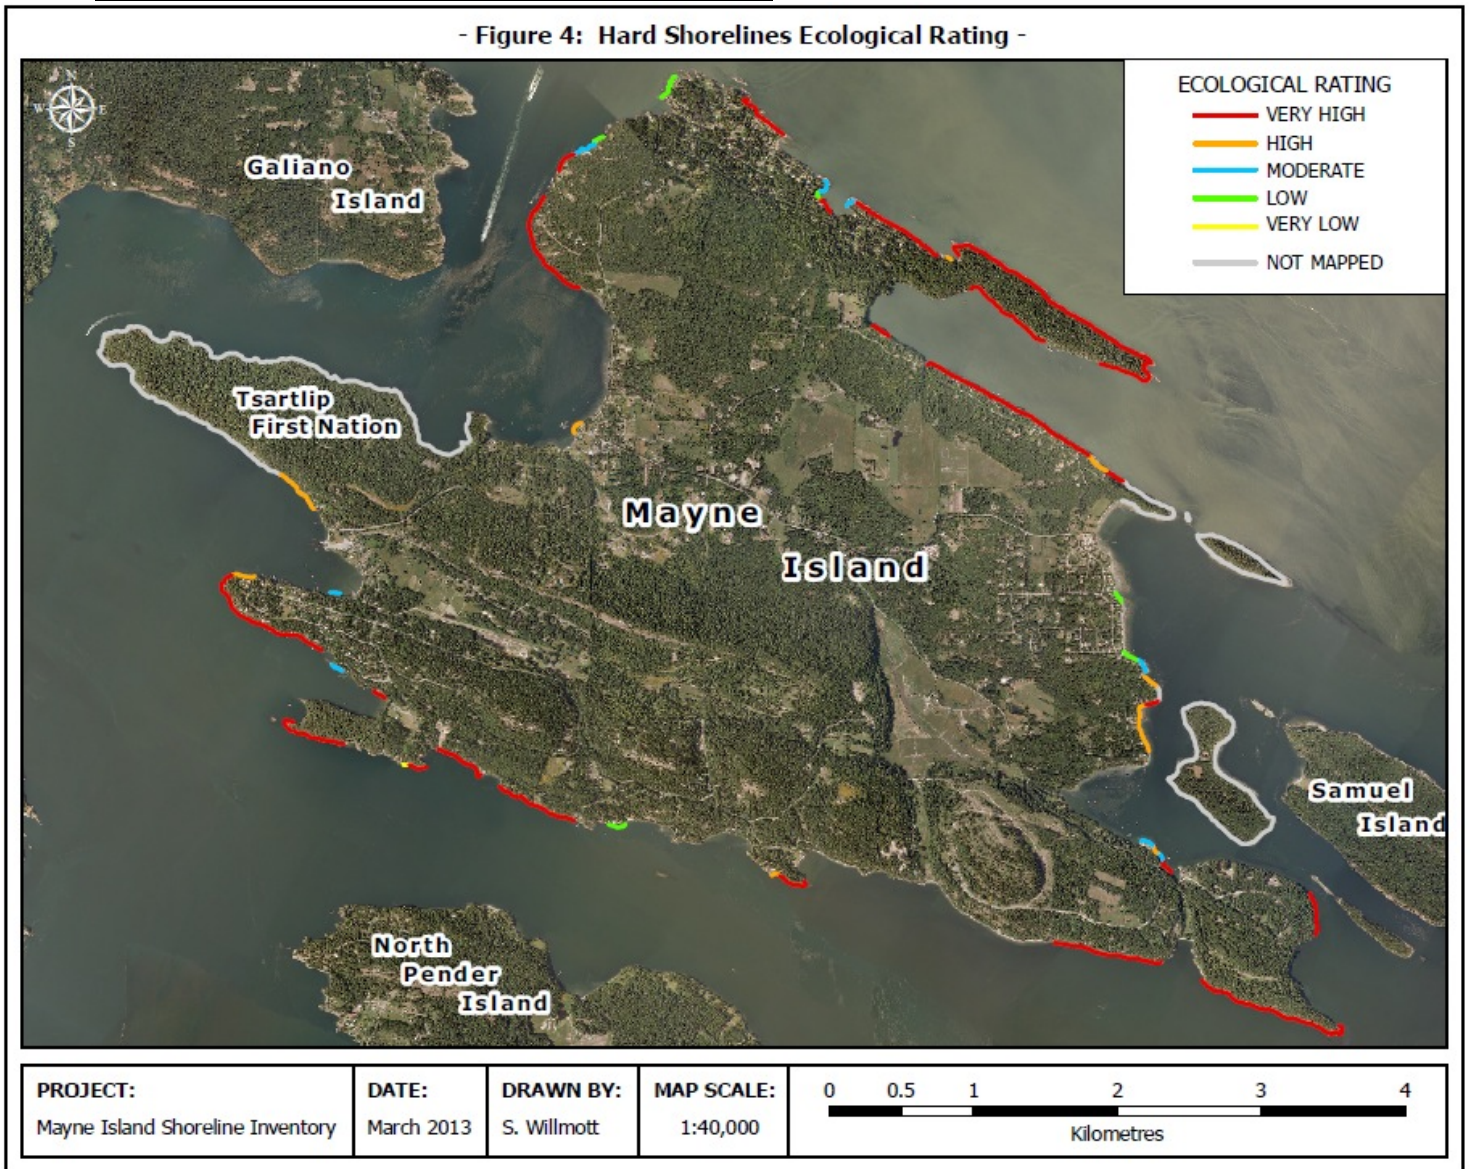 - Figure 4: Hard Shorelines Ecological Rating -
N
W
E
S
ECOLOGICAL RATING
VERY HIGH
HIGH
MODERATE
LOW
VERY LOW
NOT MAPPED
Galiano
Island
Tsartlip
First Nation
Mayne
Island
Samuel
Island
North
Pender
Island
PROJECT:
Mayne Island Shoreline Inventory
DATE:
March 2013
DRAWN BY:
S. Willmott
MAP SCALE:
1:40,000
0 0.5 1 2 3 4
Kilometres